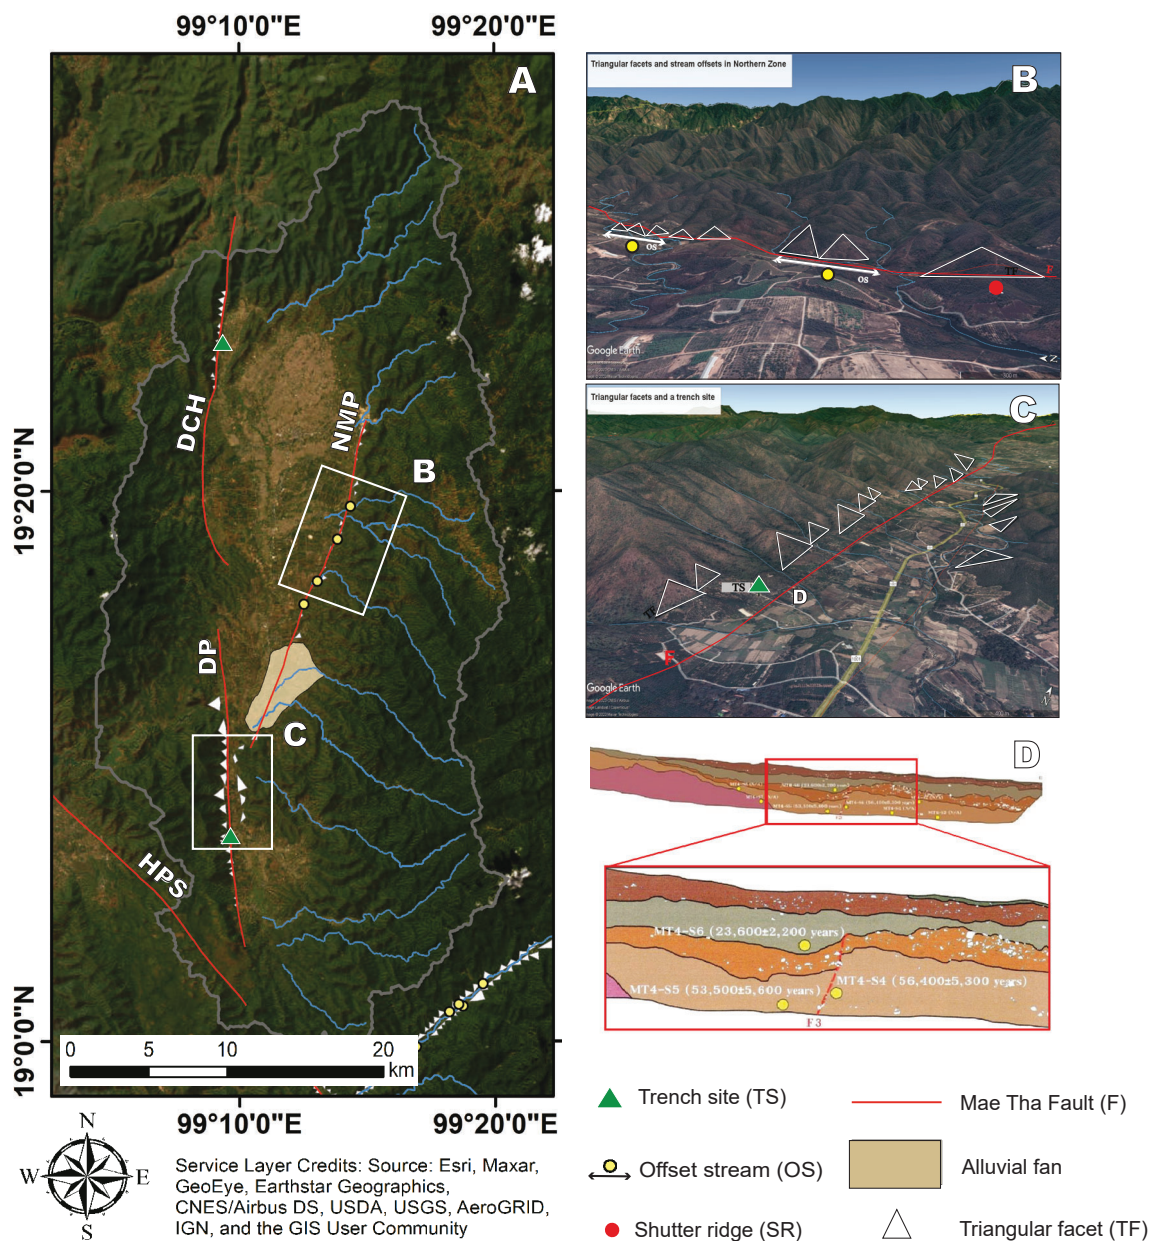 99°10'0"E
99°20'0"E
A
DCH
NMP
B
19°20'0"N
DP
C
HPS
19°0'0"N
0
5
10
20
km
99°10'0"E
99°20'0"E
N
W
E
S
Service Layer Credits: Source: Esri, Maxar,
GeoEye, Earthstar Geographics,
CNES/Airbus DS, USDA, USGS, AeroGRID,
IGN, and the GIS User Community
Triangular facets and stream offsets in Northern Zone
B
OS
OS
TF
F
Google Earth
N
Triangular facets and a trench site
C
TS
D
TF
F
Google Earth
N
D
MT4-S6 (23,600±2,200 years)
MT4-S5 (53,500±5,600 years)
MT4-S4 (56,400±5,300 years)
F3
Trench site (TS)
Mae Tha Fault (F)
Offset stream (OS)
Alluvial fan
Shutter ridge (SR)
Triangular facet (TF)